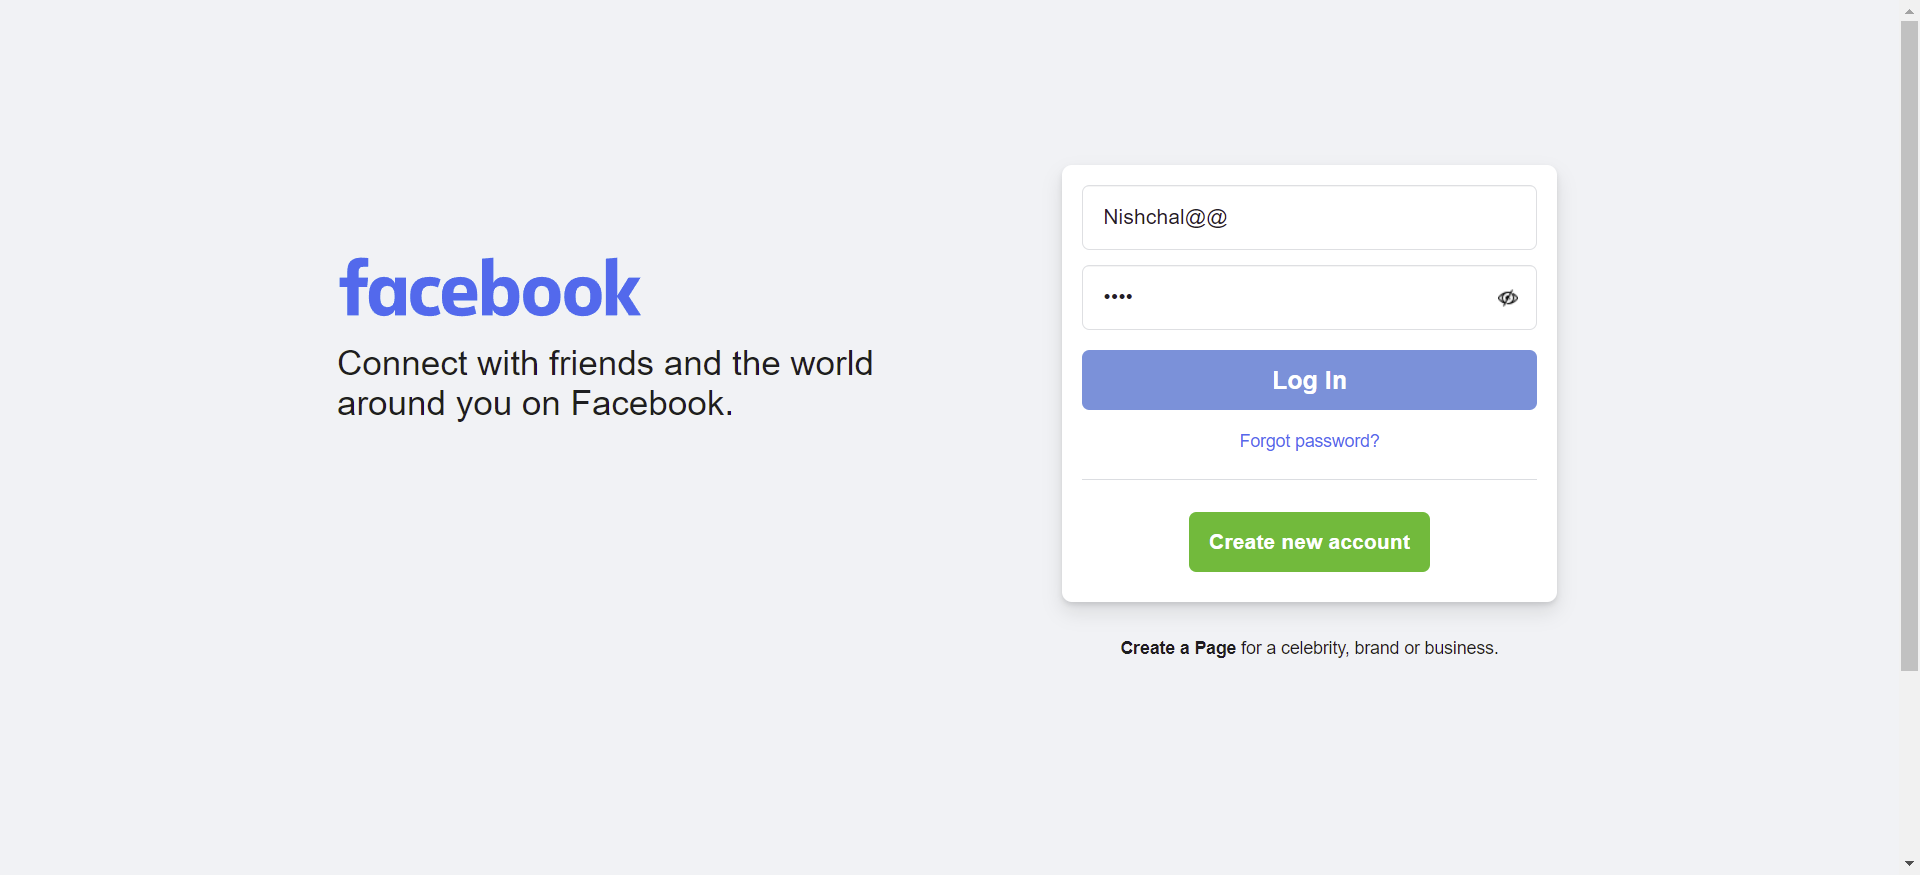 facebook
Connect with friends and the world
around you on Facebook.
Nishchal@@
••••
Log In
Forgot password?
Create new account
Create a Page for a celebrity, brand or business.